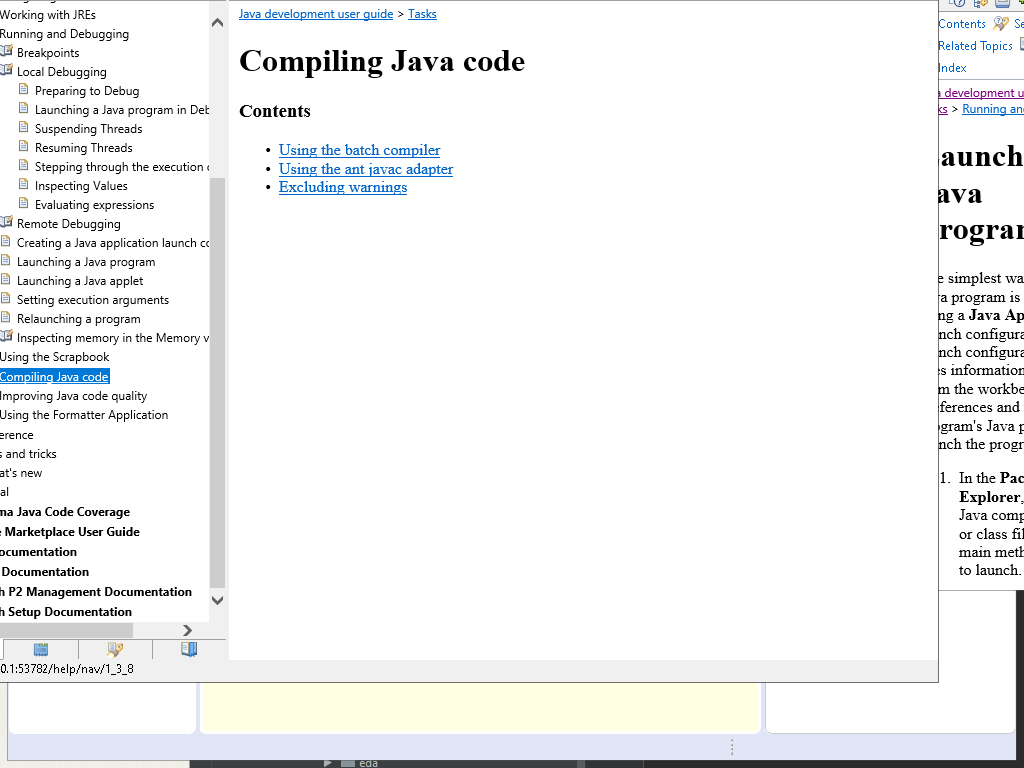 Working with JREs
Running and Debugging
Breakpoints
Local Debugging
Preparing to Debug
Launching a Java program in Deb
Suspending Threads
Resuming Threads
Stepping through the execution
Inspecting Values
Evaluating expressions
Remote Debugging
Creating a Java application launch co
Launching a Java program
Launching a Java applet
Setting execution arguments
Relaunching a program
Inspecting memory in the Memory v
Using the Scrapbook
Compiling Java code
Improving Java code quality
Using the Formatter Application
erence
s and tricks
at's new
al
ma Java Code Coverage
e Marketplace User Guide
ocumentation
Documentation
h P2 Management Documentation
h Setup Documentation
0.1:53782/help/nav/1_3_8
Java development user guide > Tasks
Compiling Java code
Contents
• Using the batch compiler
• Using the ant javac adapter
• Excluding warnings
Contents Se
Related Topics
Index
a development u
ks > Running and
aunch
ava
rogram
e simplest wa
va program is
ng a Java Ap
nch configura
nch configura
es information
m the workbe
ferences and
ogram's Java p
nch the progr
1. In the Pac
Explorer,
Java comp
or class fil
main meth
to launch.
eda